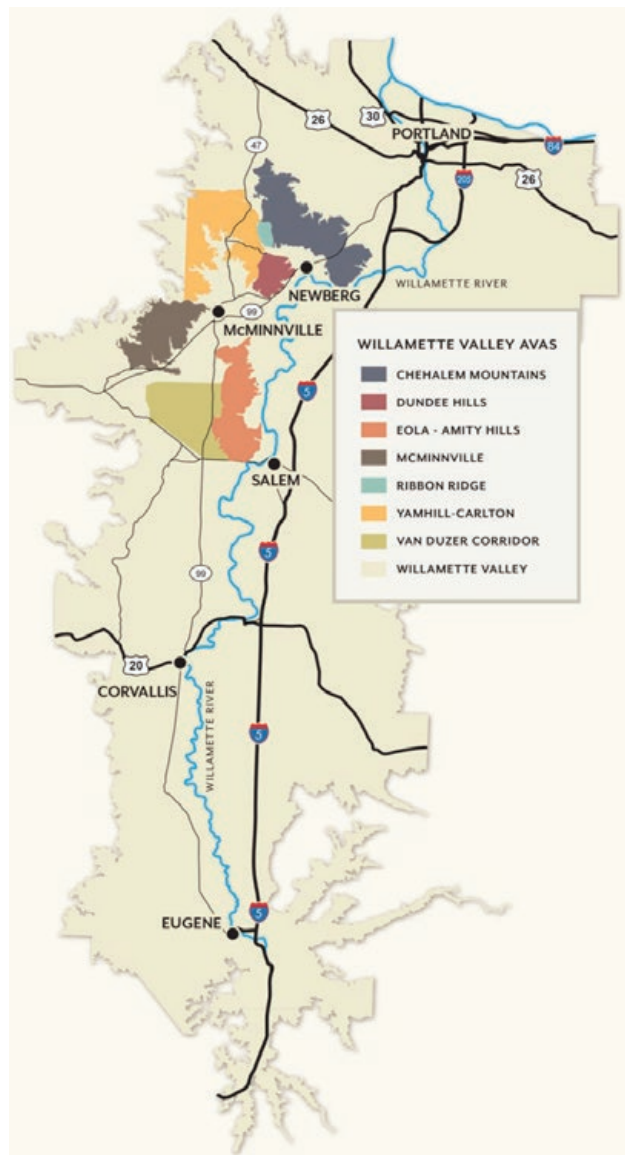 26
30
PORTLAND
84
47
205
26
WILLAMETTE RIVER
NEWBERG
99
McMINNVILLE
WILLAMETTE VALLEY AVAS
CHEHALEM MOUNTAINS
DUNDEE HILLS
EOLA - AMITY HILLS
MCMINNVILLE
RIBBON RIDGE
YAMHILL-CARLTON
VAN DUZER CORRIDOR
WILLAMETTE VALLEY
5
SALEM
5
99
20
CORVALLIS
WILLAMETTE RIVER
5
EUGENE
5